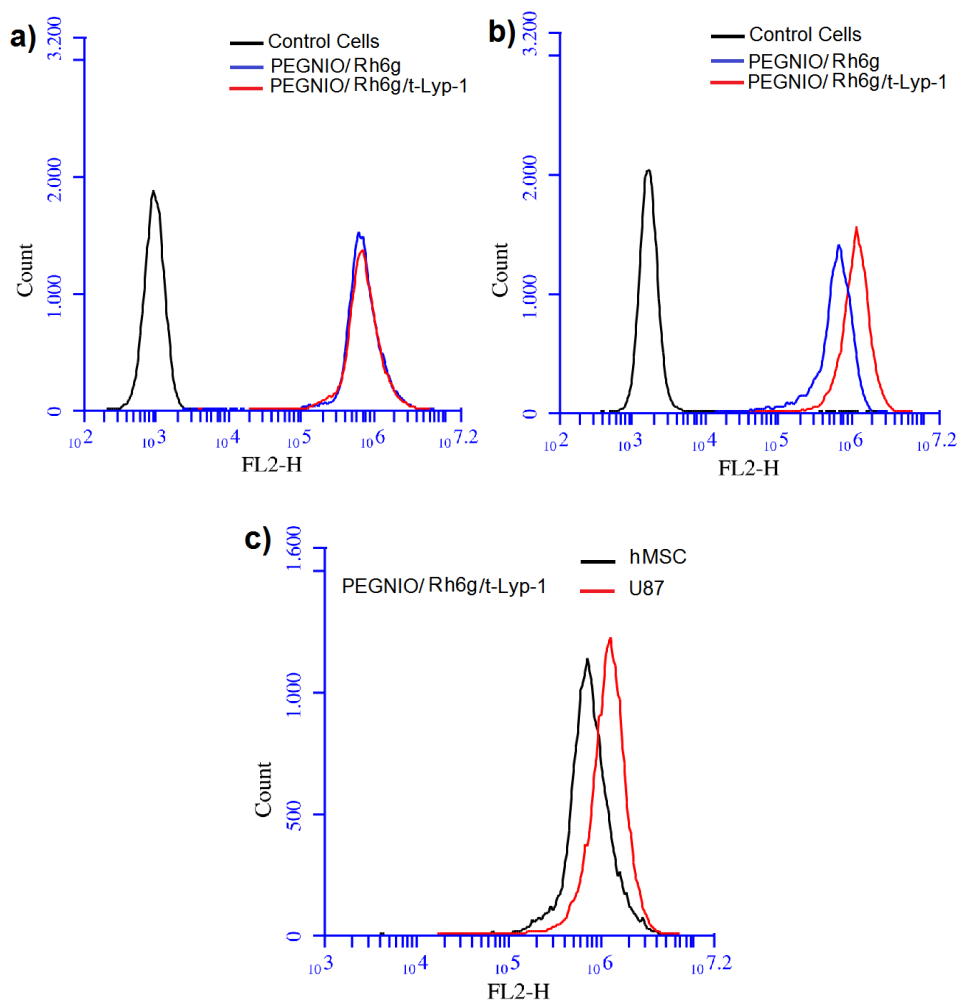 a)
Control Cells
PEGNIO/ Rh6g
PEGNIO/ Rh6g/t-Lyp-1
3.200
2.000
1.000
0
Count
10 2 10 3 10 4 10 5 10 6 10 7.2
FL2-H
b)
Control Cells
PEGNIO/ Rh6g
PEGNIO/ Rh6g/t-Lyp-1
3.200
2.000
1.000
0
Count
10 2 10 3 10 4 10 5 10 6 10 7.2
FL2-H
c)
PEGNIO/ Rh6g/t-Lyp-1
hMSC
U87
1.600
1.000
500
0
Count
10 3 10 4 10 5 10 6 10 7.2
FL2-H